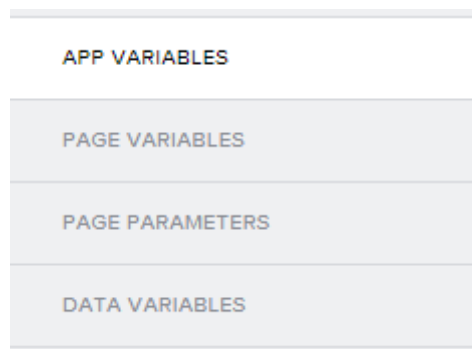 APP VARIABLES
PAGE VARIABLES
PAGE PARAMETERS
DATA VARIABLES